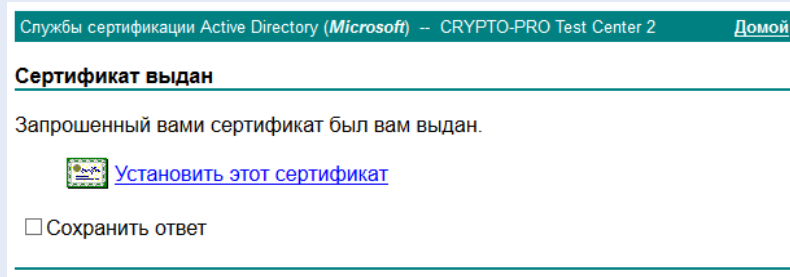 Службы сертификации Active Directory (Microsoft) -- CRYPTO-PRO Test Center 2 Домой
Сертификат выдан
Запрошенный вами сертификат был вам выдан.
Установить этот сертификат
Сохранить ответ